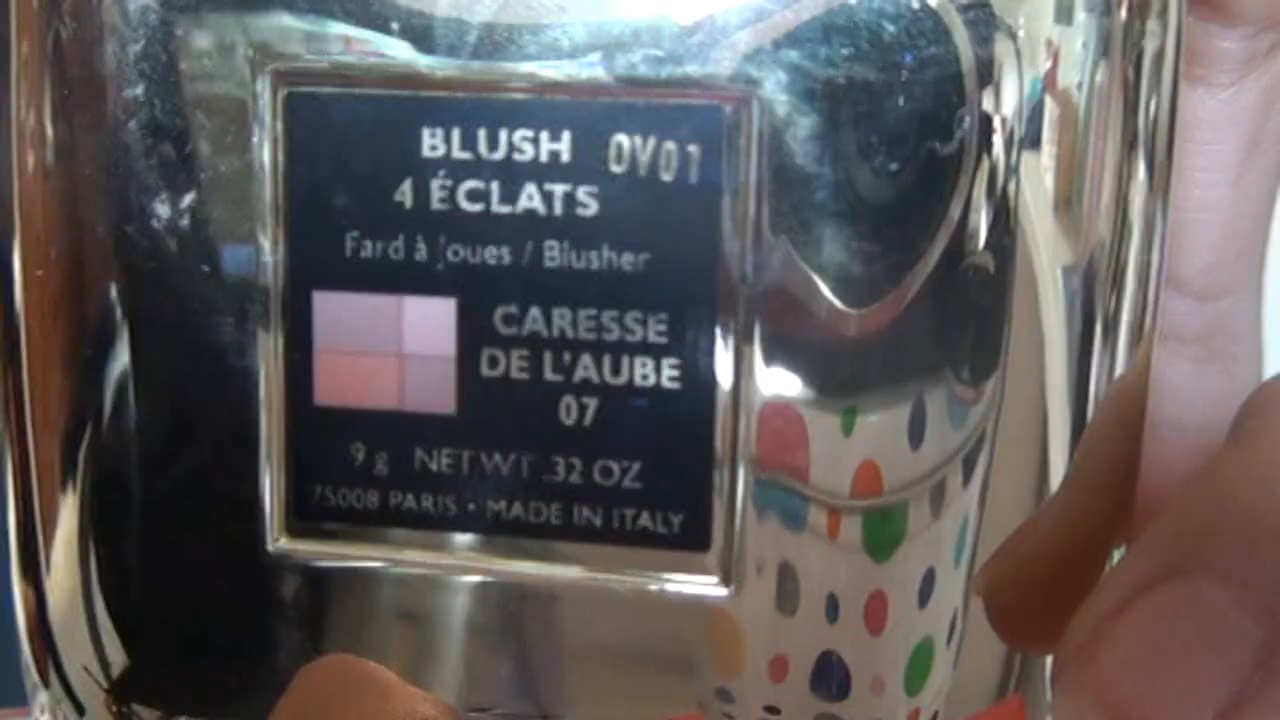 BLUSH 0V01
4 ÉCLATS
Fard à Joues / Blusher
CARESSE
DE L'AUBE
07
9 g NET WT .32 OZ
75008 PARIS • MADE IN ITALY